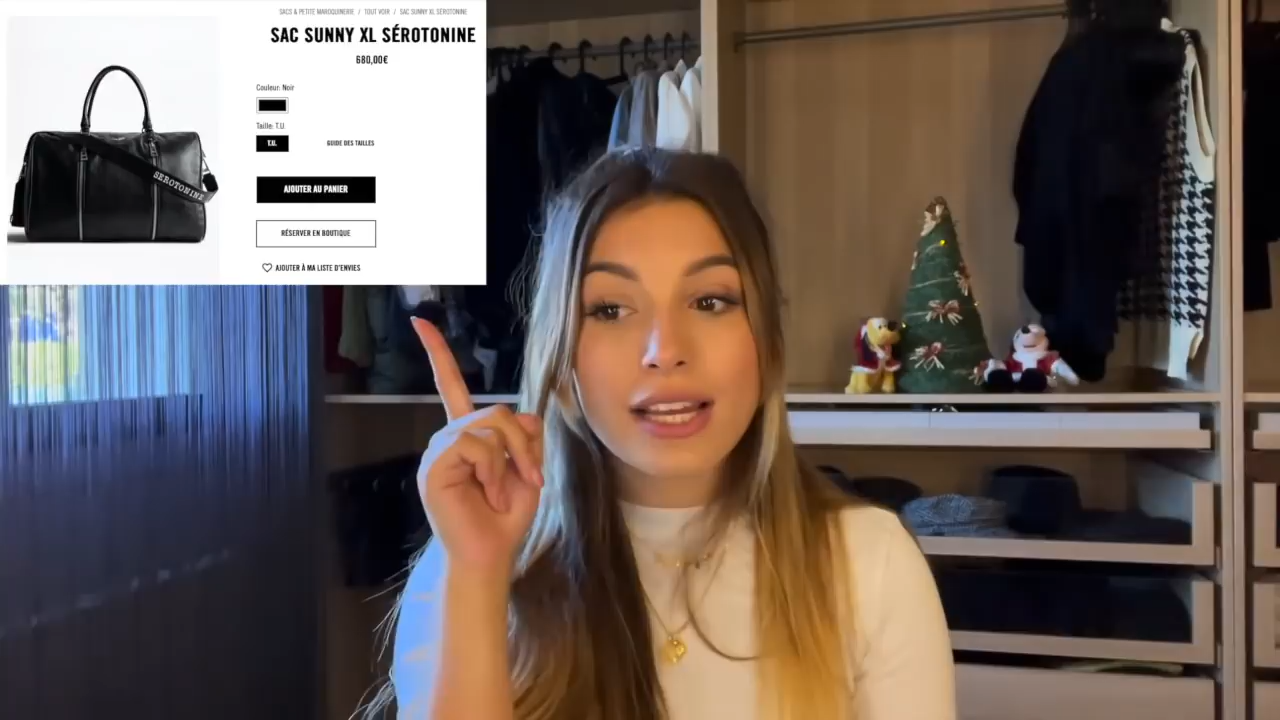 SACS & PETITE MAROQUINERIE / TOUT VOIR / SAC SUNNY XL SÉROTONINE
SAC SUNNY XL SÉROTONINE
680,00€
Couleur: Noir
Taille: T.U.
T.U.
GUIDE DES TAILLES
SEROTONINE
AJOUTER AU PANIER
RÉSERVER EN BOUTIQUE
AJOUTER À MA LISTE D'ENVIES